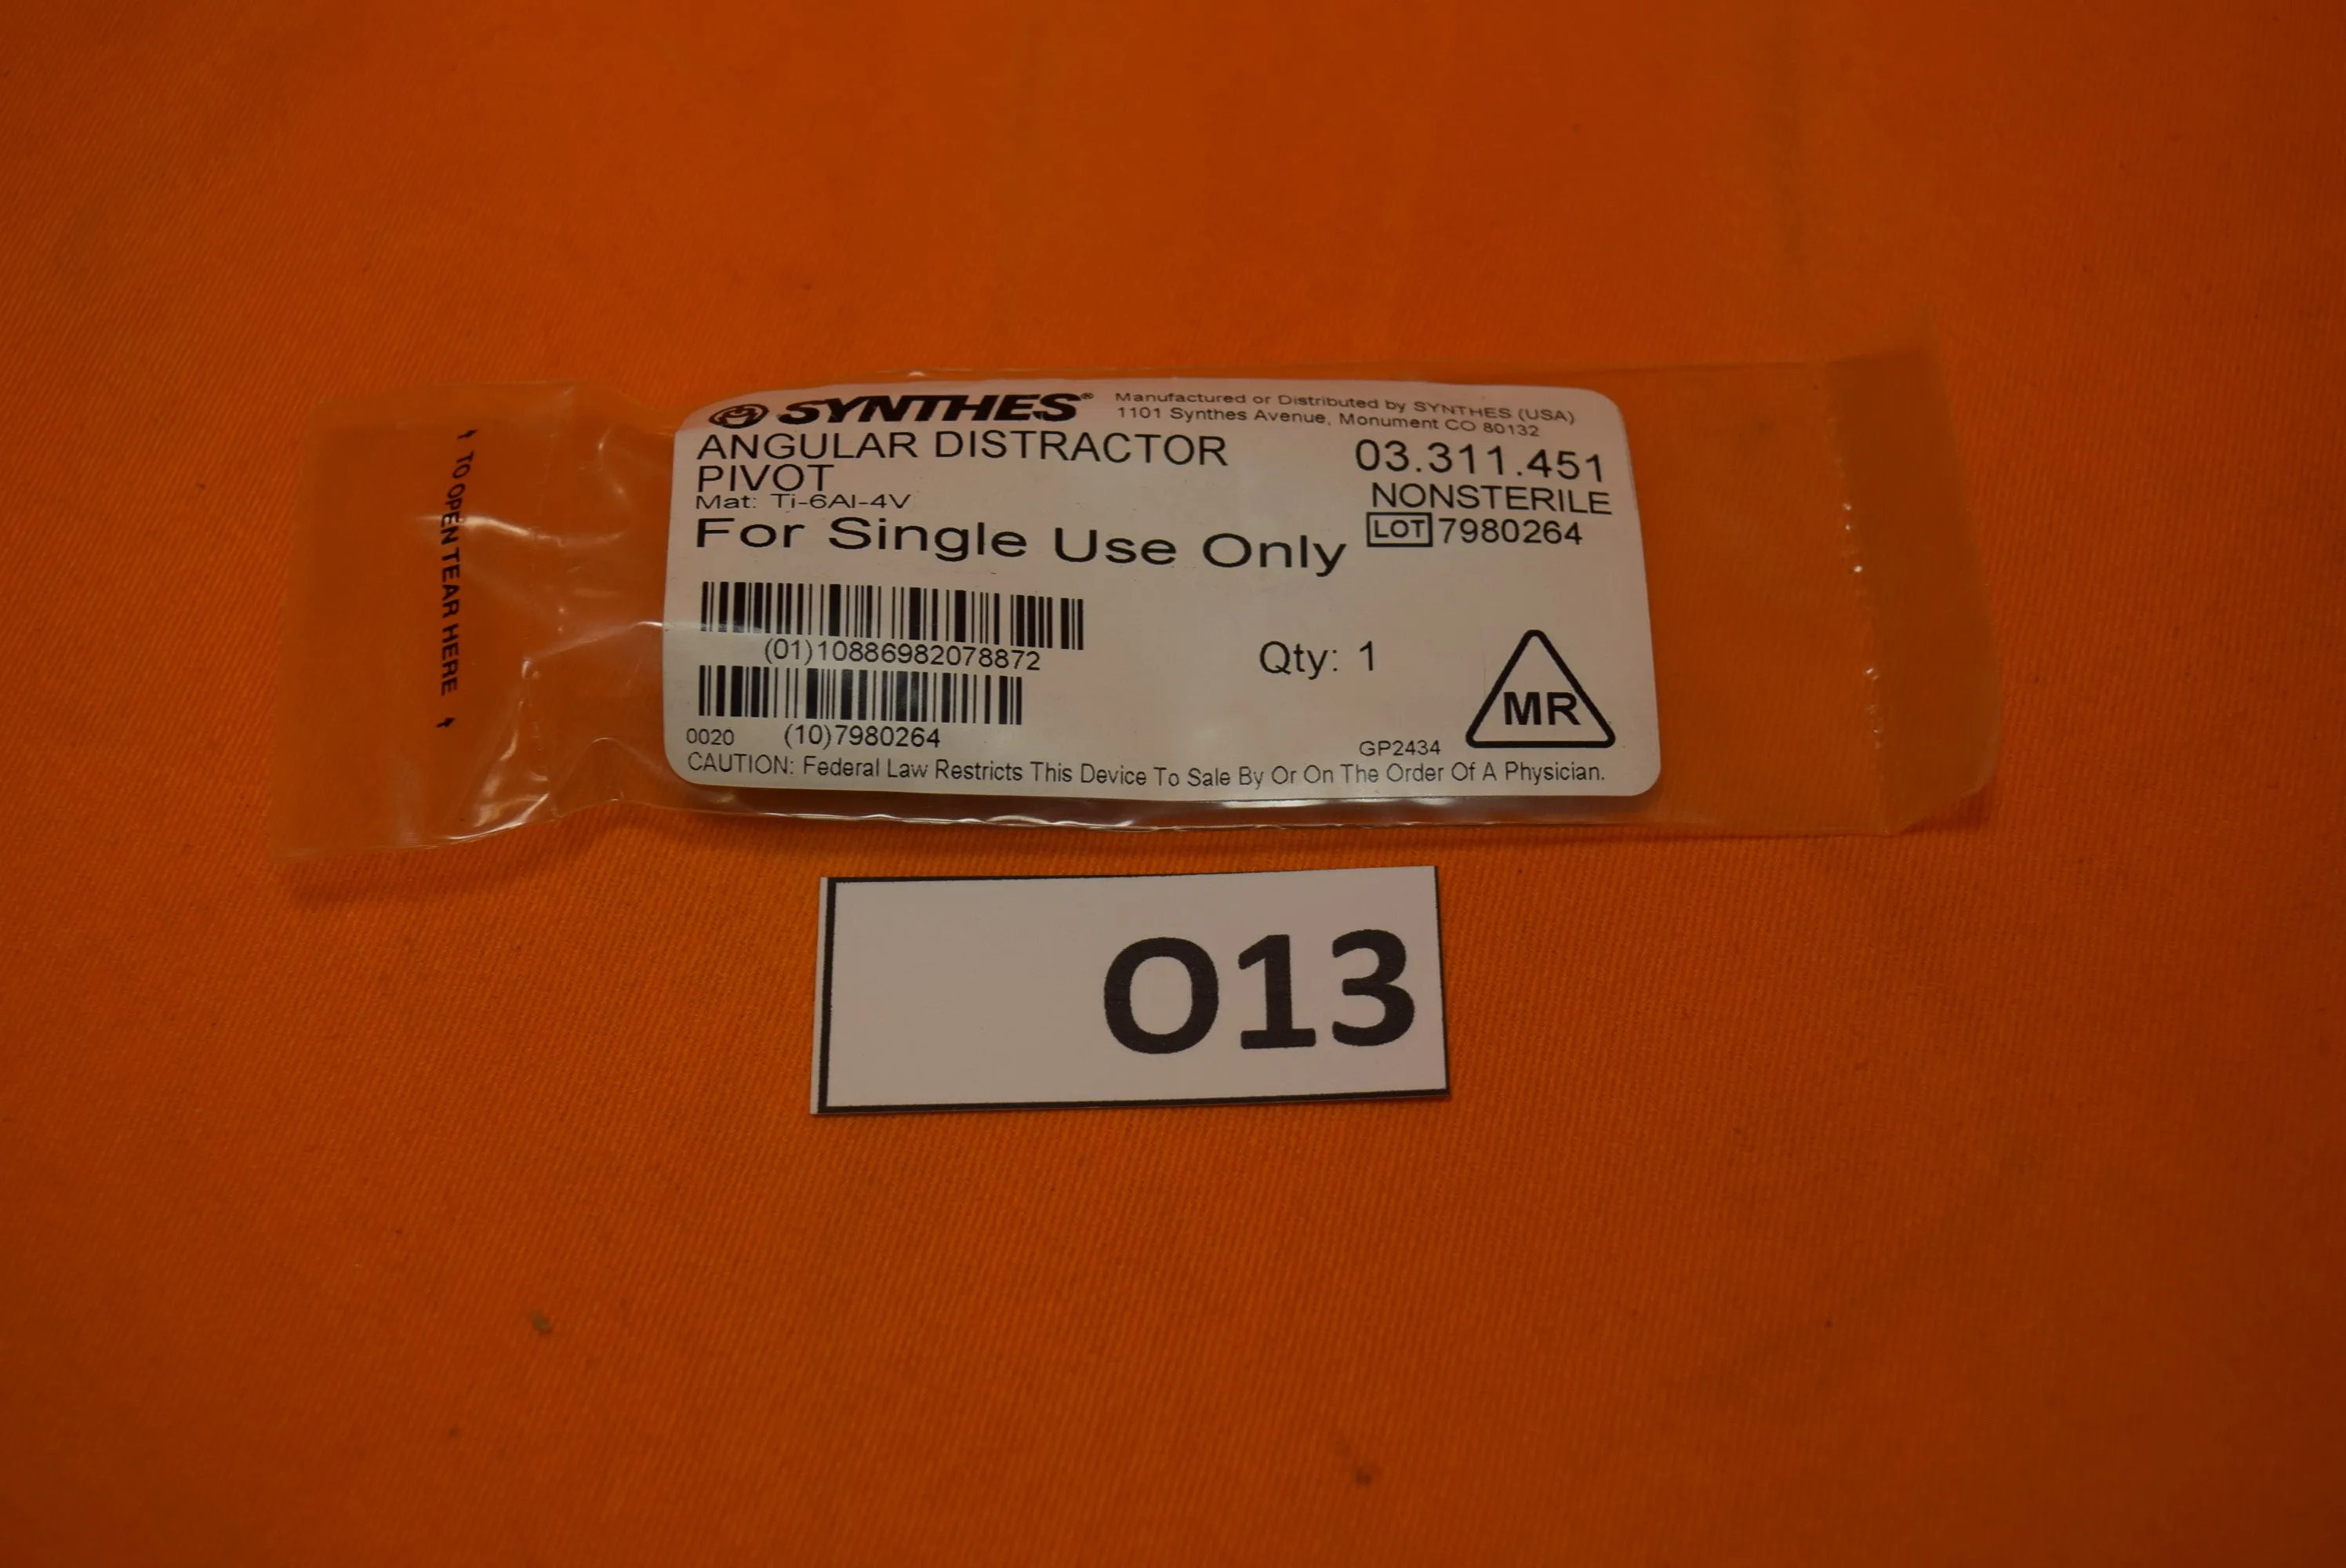 TO OPEN TEAR HERE
SYNTHES®
Manufactured or Distributed by SYNTHES (USA)
1101 Synthes Avenue, Monument CO 80132
ANGULAR DISTRACTOR
PIVOT
Mat: Ti-6Al-4V
For Single Use Only
03.311.451
NONSTERILE
LOT 7980264
(01)10886982078872
Qty: 1
MR
(10)7980264
0020
GP2434
CAUTION: Federal Law Restricts This Device To Sale By Or On The Order Of A Physician.
O13